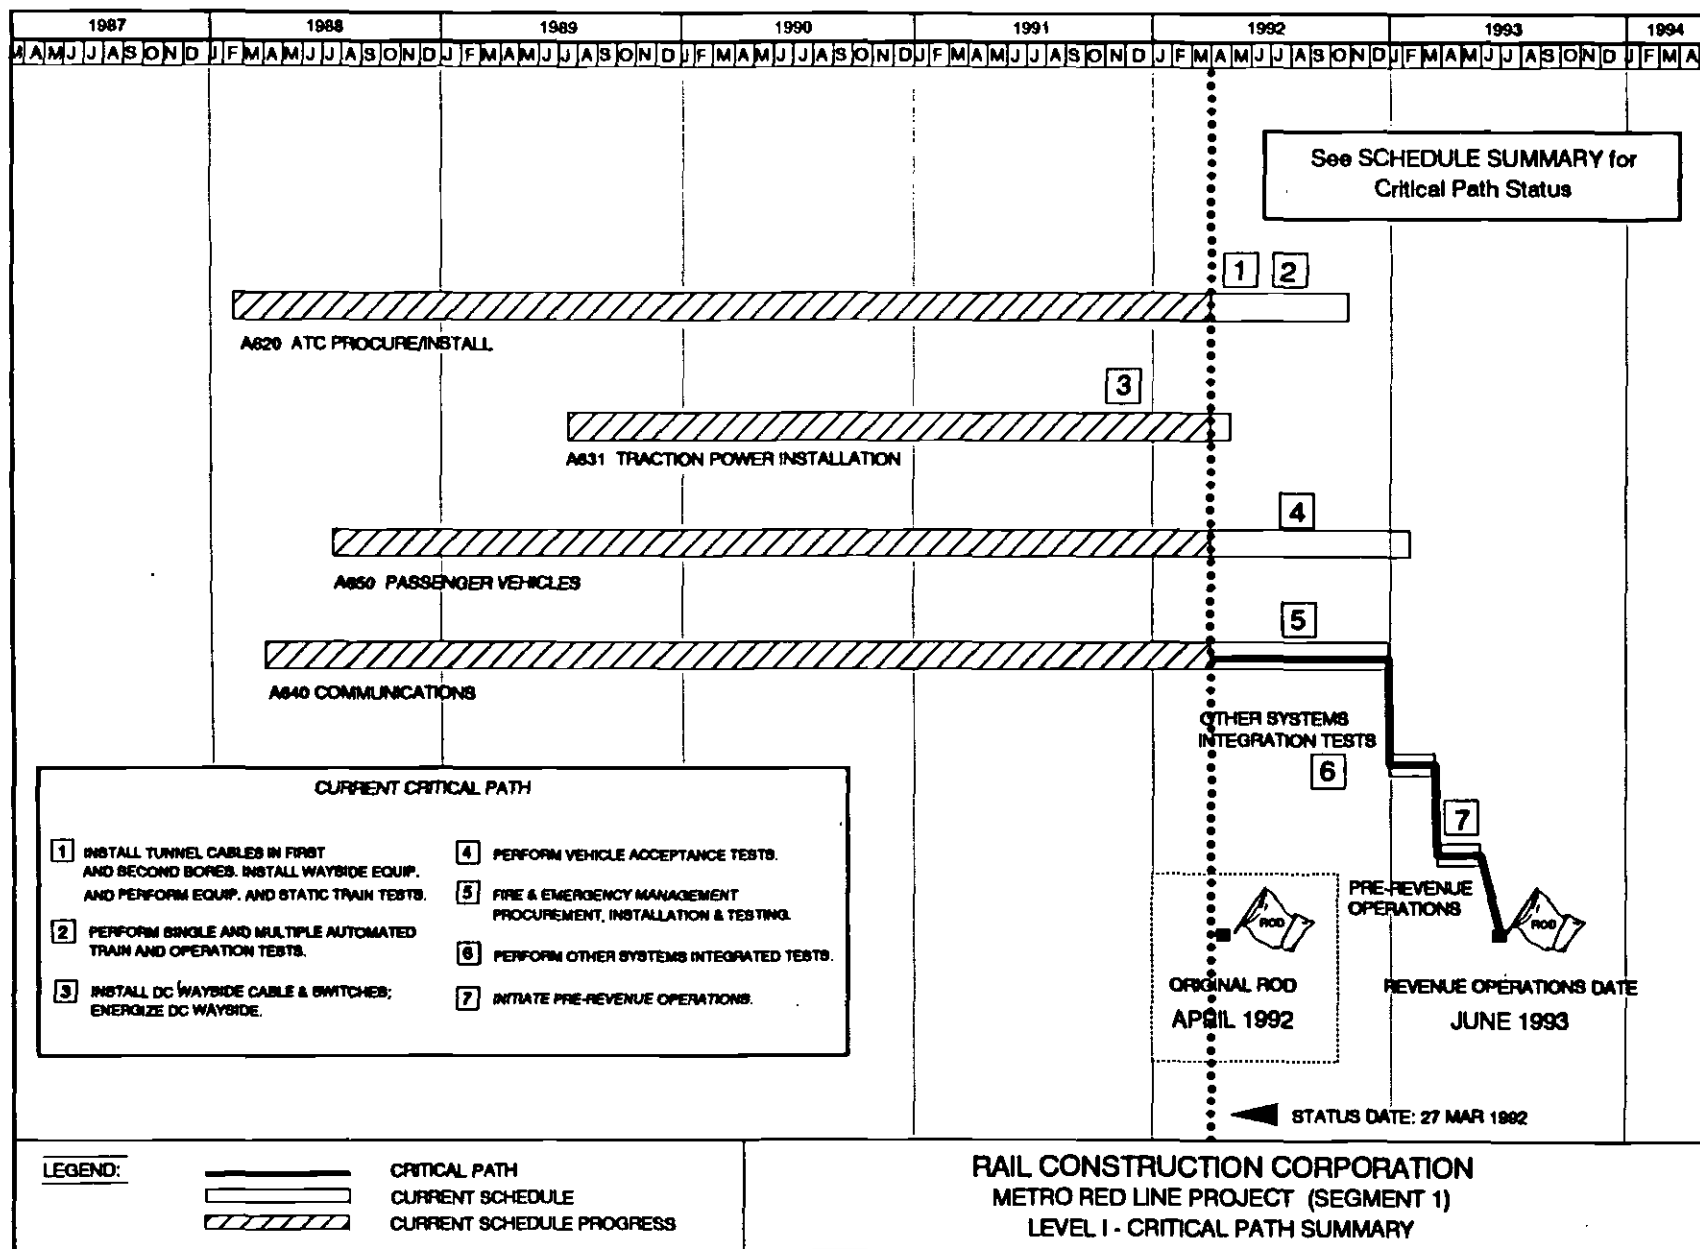 1987 1988 1989 1990 1991 1992 1993 1994
M A M J J A S O N D J F M A M J J A S O N D J F M A M J J A S O N D J F M A M J J A S O N D J F M A M J J A S O N D J F M A M J J A S O N D J F M A M J J A S O N D J F M A
See SCHEDULE SUMMARY for
Critical Path Status
1 2
A620 ATC PROCURE/INSTALL
3
A631 TRACTION POWER INSTALLATION
4
A650 PASSENGER VEHICLES
5
A640 COMMUNICATIONS
OTHER SYSTEMS
INTEGRATION TESTS
6
7
PRE-REVENUE
OPERATIONS
ROD
ROD
ORIGINAL ROD
APRIL 1992
REVENUE OPERATIONS DATE
JUNE 1993
STATUS DATE: 27 MAR 1992
CURRENT CRITICAL PATH
1 INSTALL TUNNEL CABLES IN FIRST
AND SECOND BORES. INSTALL WAYSIDE EQUIP.
AND PERFORM EQUIP. AND STATIC TRAIN TESTS.
2 PERFORM SINGLE AND MULTIPLE AUTOMATED
TRAIN AND OPERATION TESTS.
3 INSTALL DC WAYSIDE CABLE & SWITCHES;
ENERGIZE DC WAYSIDE.
4 PERFORM VEHICLE ACCEPTANCE TESTS.
5 FIRE & EMERGENCY MANAGEMENT
PROCUREMENT, INSTALLATION & TESTING.
6 PERFORM OTHER SYSTEMS INTEGRATED TESTS.
7 INITIATE PRE-REVENUE OPERATIONS.
LEGEND:
CRITICAL PATH
CURRENT SCHEDULE
CURRENT SCHEDULE PROGRESS
RAIL CONSTRUCTION CORPORATION
METRO RED LINE PROJECT (SEGMENT 1)
LEVEL I - CRITICAL PATH SUMMARY